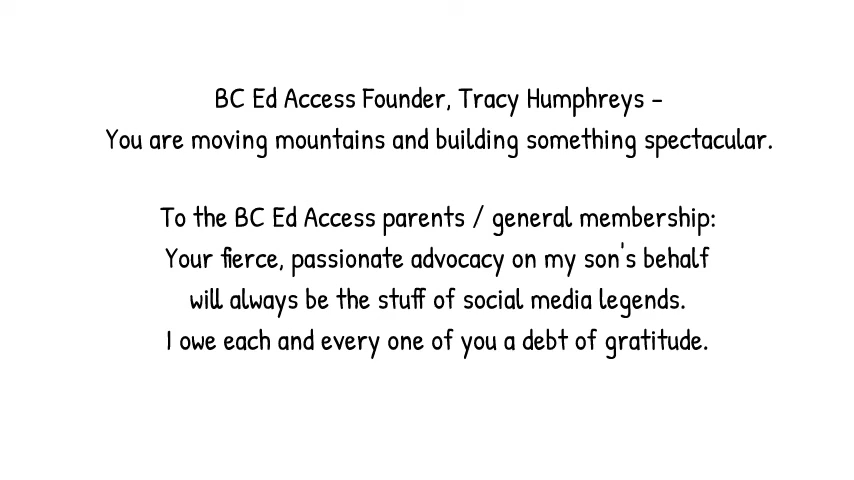 BC Ed Access Founder, Tracy Humphreys -
You are moving mountains and building something spectacular.
To the BC Ed Access parents / general membership:
Your fierce, passionate advocacy on my son's behalf
will always be the stuff of social media legends.
I owe each and every one of you a debt of gratitude.